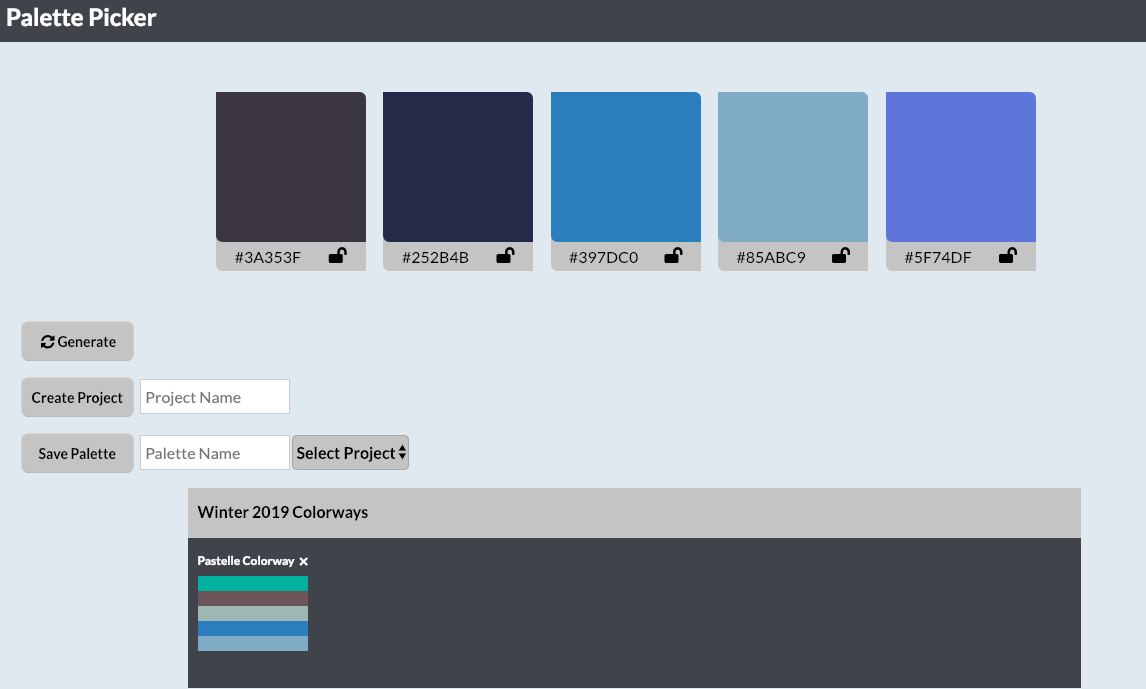 Palette Picker
#3A353F #252B4B #397DC0 #85ABC9 #5F74DF
Generate
Create Project Project Name
Save Palette Palette Name Select Project
Winter 2019 Colorways
Pastelle Colorway ×